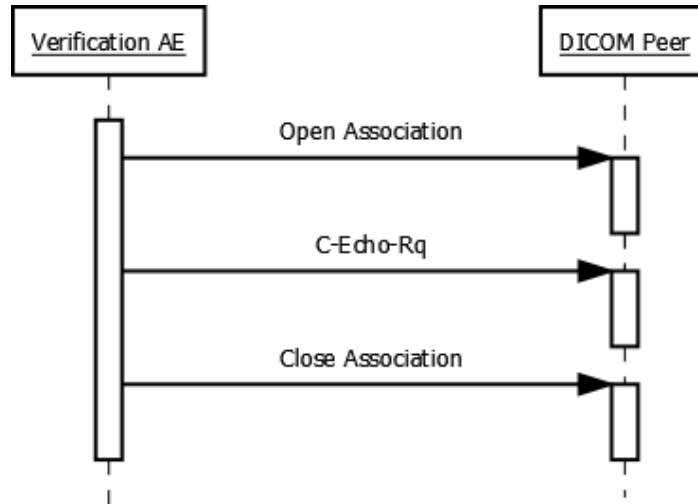 Verification AE
DICOM Peer
Open Association
C-Echo-Rq
Close Association